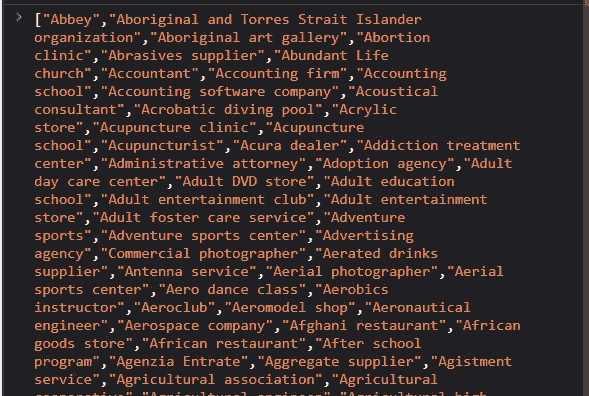 > ["Abbey","Aboriginal and Torres Strait Islander
organization","Aboriginal art gallery","Abortion
clinic","Abrasives supplier","Abundant Life
church","Accountant","Accounting firm","Accounting
school","Accounting software company","Acoustical
consultant","Acrobatic diving pool","Acrylic
store","Acupuncture clinic","Acupuncture
school","Acupuncturist","Acura dealer","Addiction treatment
center","Administrative attorney","Adoption agency","Adult
day care center","Adult DVD store","Adult education
school","Adult entertainment club","Adult entertainment
store","Adult foster care service","Adventure
sports","Adventure sports center","Advertising
agency","Commercial photographer","Aerated drinks
supplier","Antenna service","Aerial photographer","Aerial
sports center","Aero dance class","Aerobics
instructor","Aeroclub","Aeromodel shop","Aeronautical
engineer","Aerospace company","Afghani restaurant","African
goods store","African restaurant","After school
program","Agenzia Entrate","Aggregate supplier","Agistment
service","Agricultural association","Agricultural